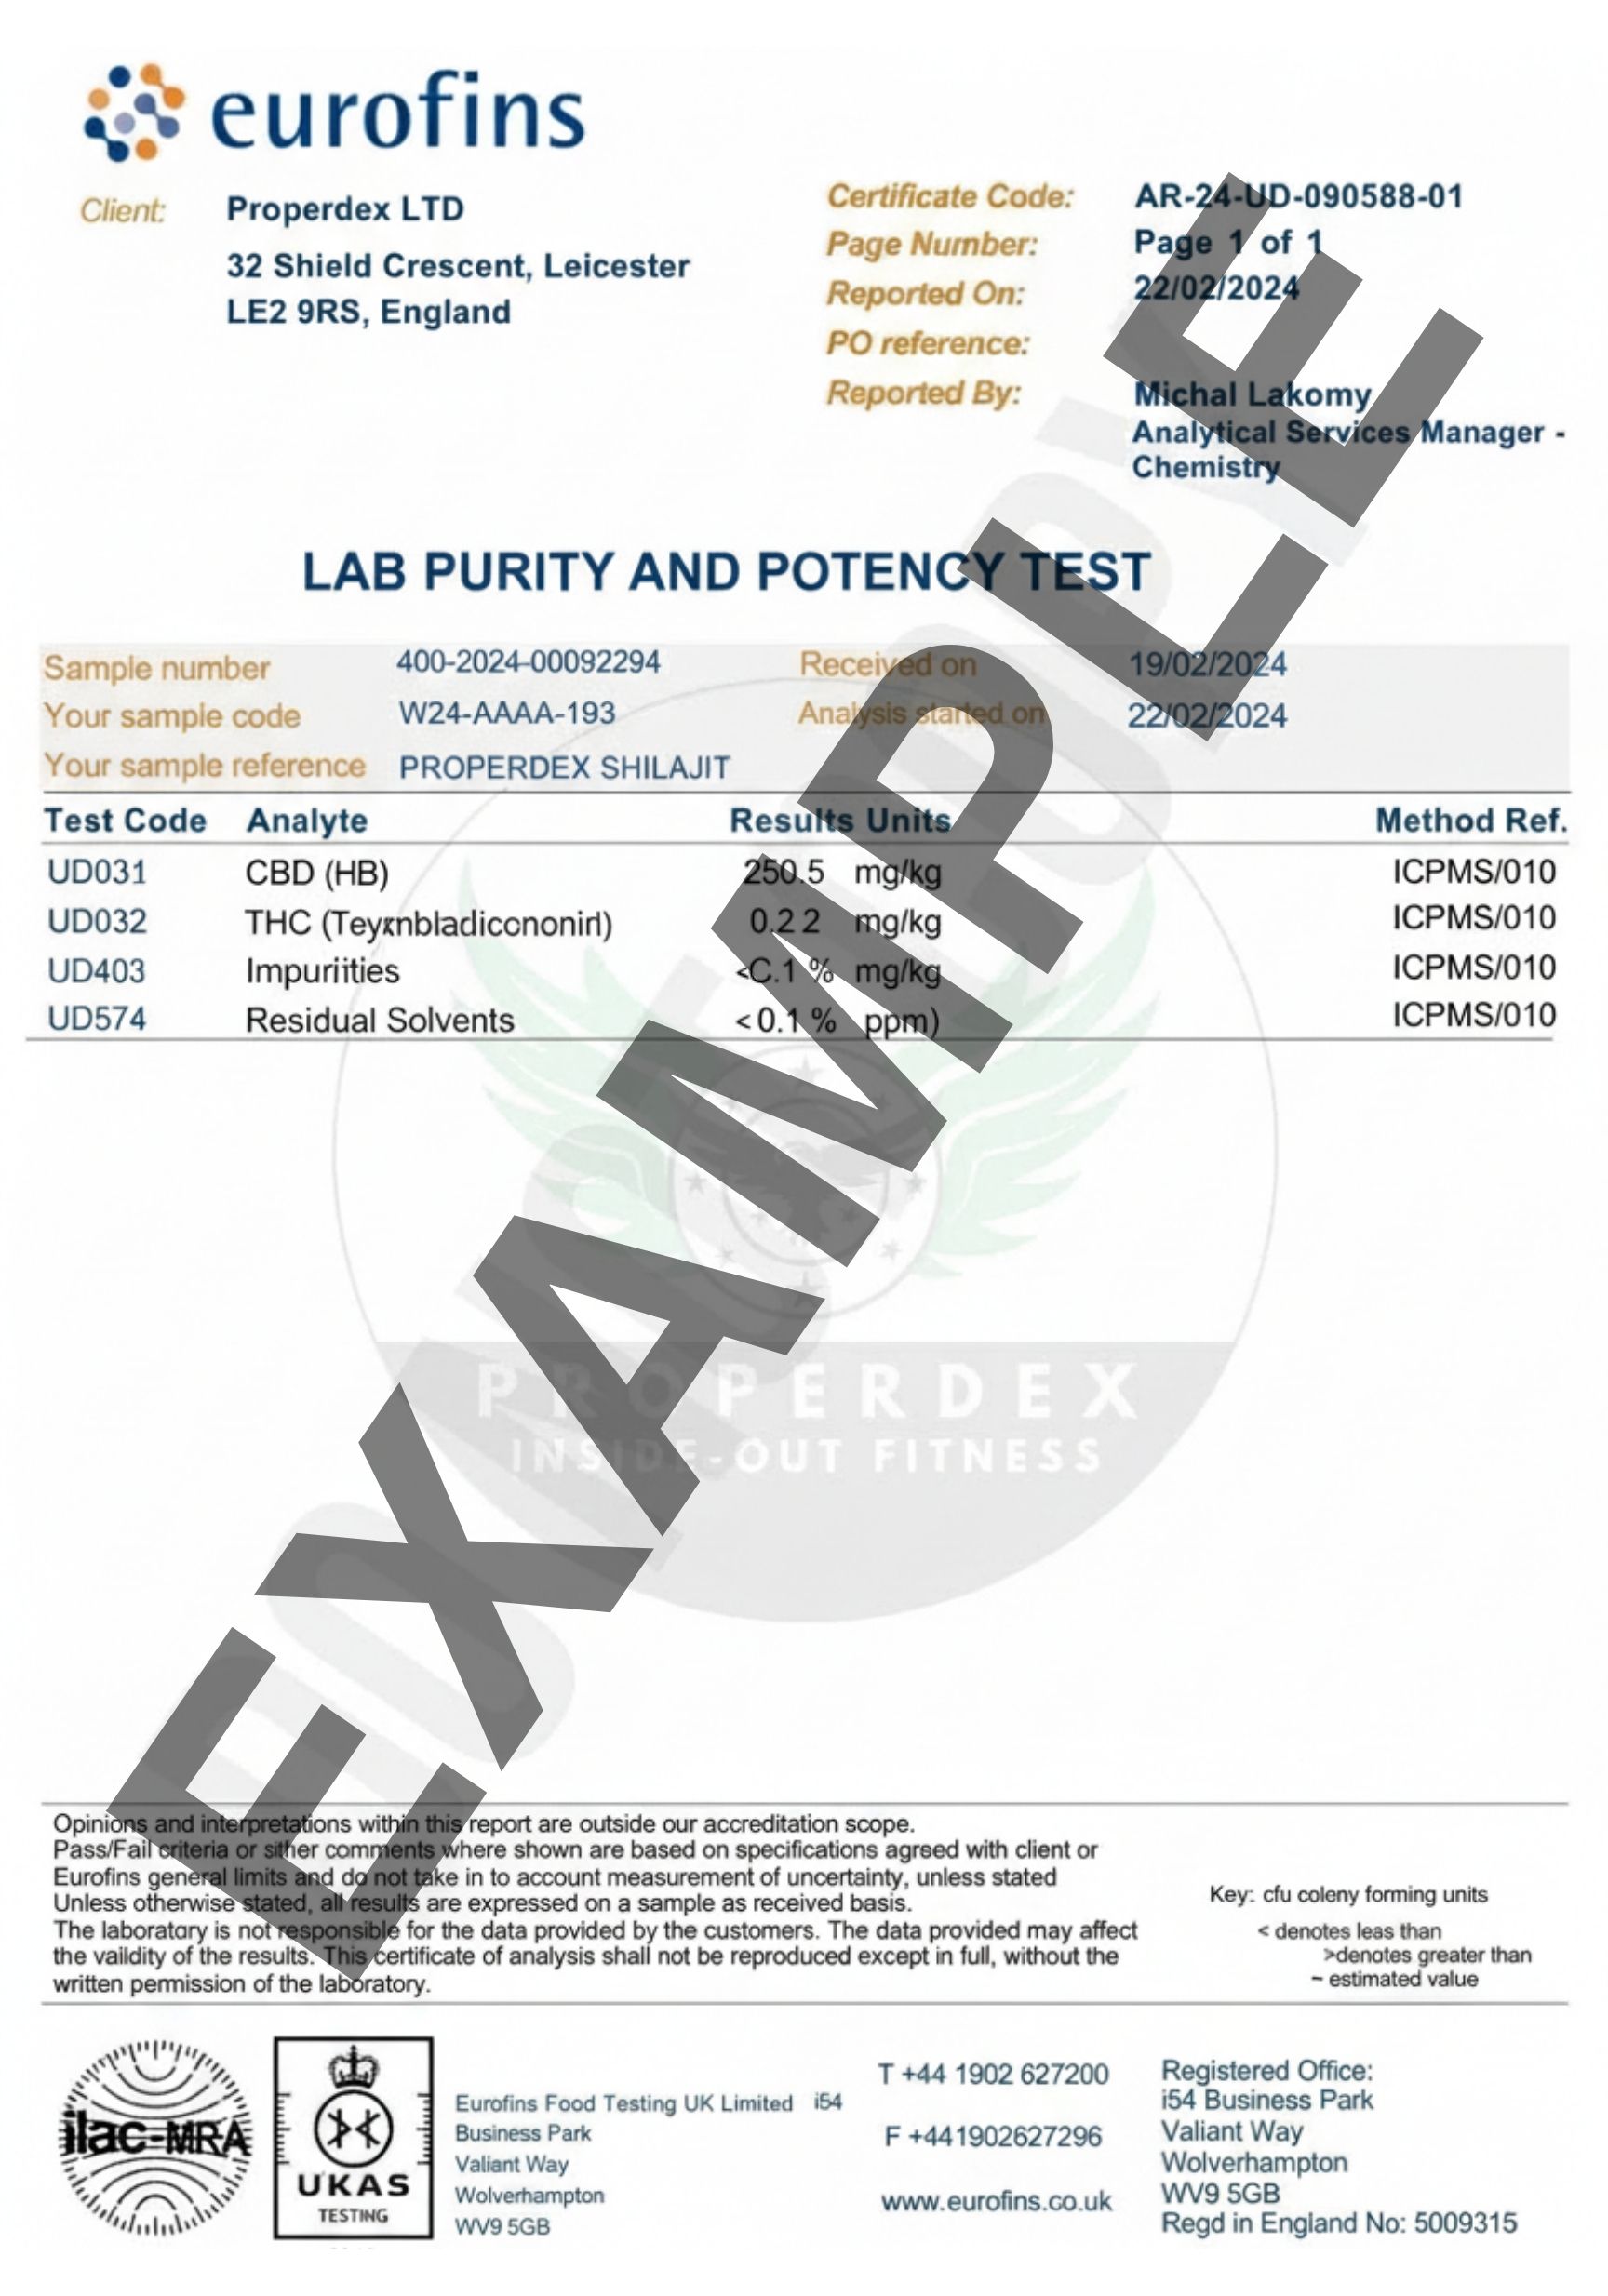 eurofins
Client: Properdex LTD
32 Shield Crescent, Leicester
LE2 9RS, England
Certificate Code: AR-24-UD-090588-01
Page Number: Page 1 of 1
Reported On: 22/02/2024
PO reference:
Reported By: Michal Lakomy
Analytical Services Manager -
Chemistry
LAB PURITY AND POTENCY TEST
Sample number 400-2024-00092294 Received on 19/02/2024
Your sample code W24-AAAA-193 Analysis started on 22/02/2024
Your sample reference PROPERDEX SHILAJIT
Test Code Analyte Results Units Method Ref.
UD031 CBD (HB) 250.5 mg/kg ICPMS/010
UD032 THC 0.22 mg/kg ICPMS/010
UD403 Impuriities <C.1 % mg/kg ICPMS/010
UD574 Residual Solvents <0.1 % ppm) ICPMS/010
EXAMPLE
PROPERDEX
INSIDE-OUT FITNESS
Opinions and interpretations within this report are outside our accreditation scope.
Pass/Fail criteria or sither comments where shown are based on specifications agrsed with client or
Eurofins general limits and do not take in to account measurement of uncertainty, unless stated
Unless otherwise stated, all results are expressed on a sample as received basis.
The laboratary is not responsible for the data provided by the customers. The data provided may affect
the vaildity of the results. This certificate of analysis shall not be reproduced except in full, without the
written permission of the laboratory.
Key: cfu coleny forming units
< denotes less than
>denates greater than
~ estimated value
ilac-MRA
UKAS
TESTING
Eurofins Food Testing UK Limited i54
Business Park
Valiant Way
Wolverhampton
WV9 5GB
T +44 1902 627200
F +441902627296
www.eurofins.co.uk
Registered Office:
i54 Business Park
Valiant Way
Wolverhampton
WV9 5GB
Regd in England No: 5009315